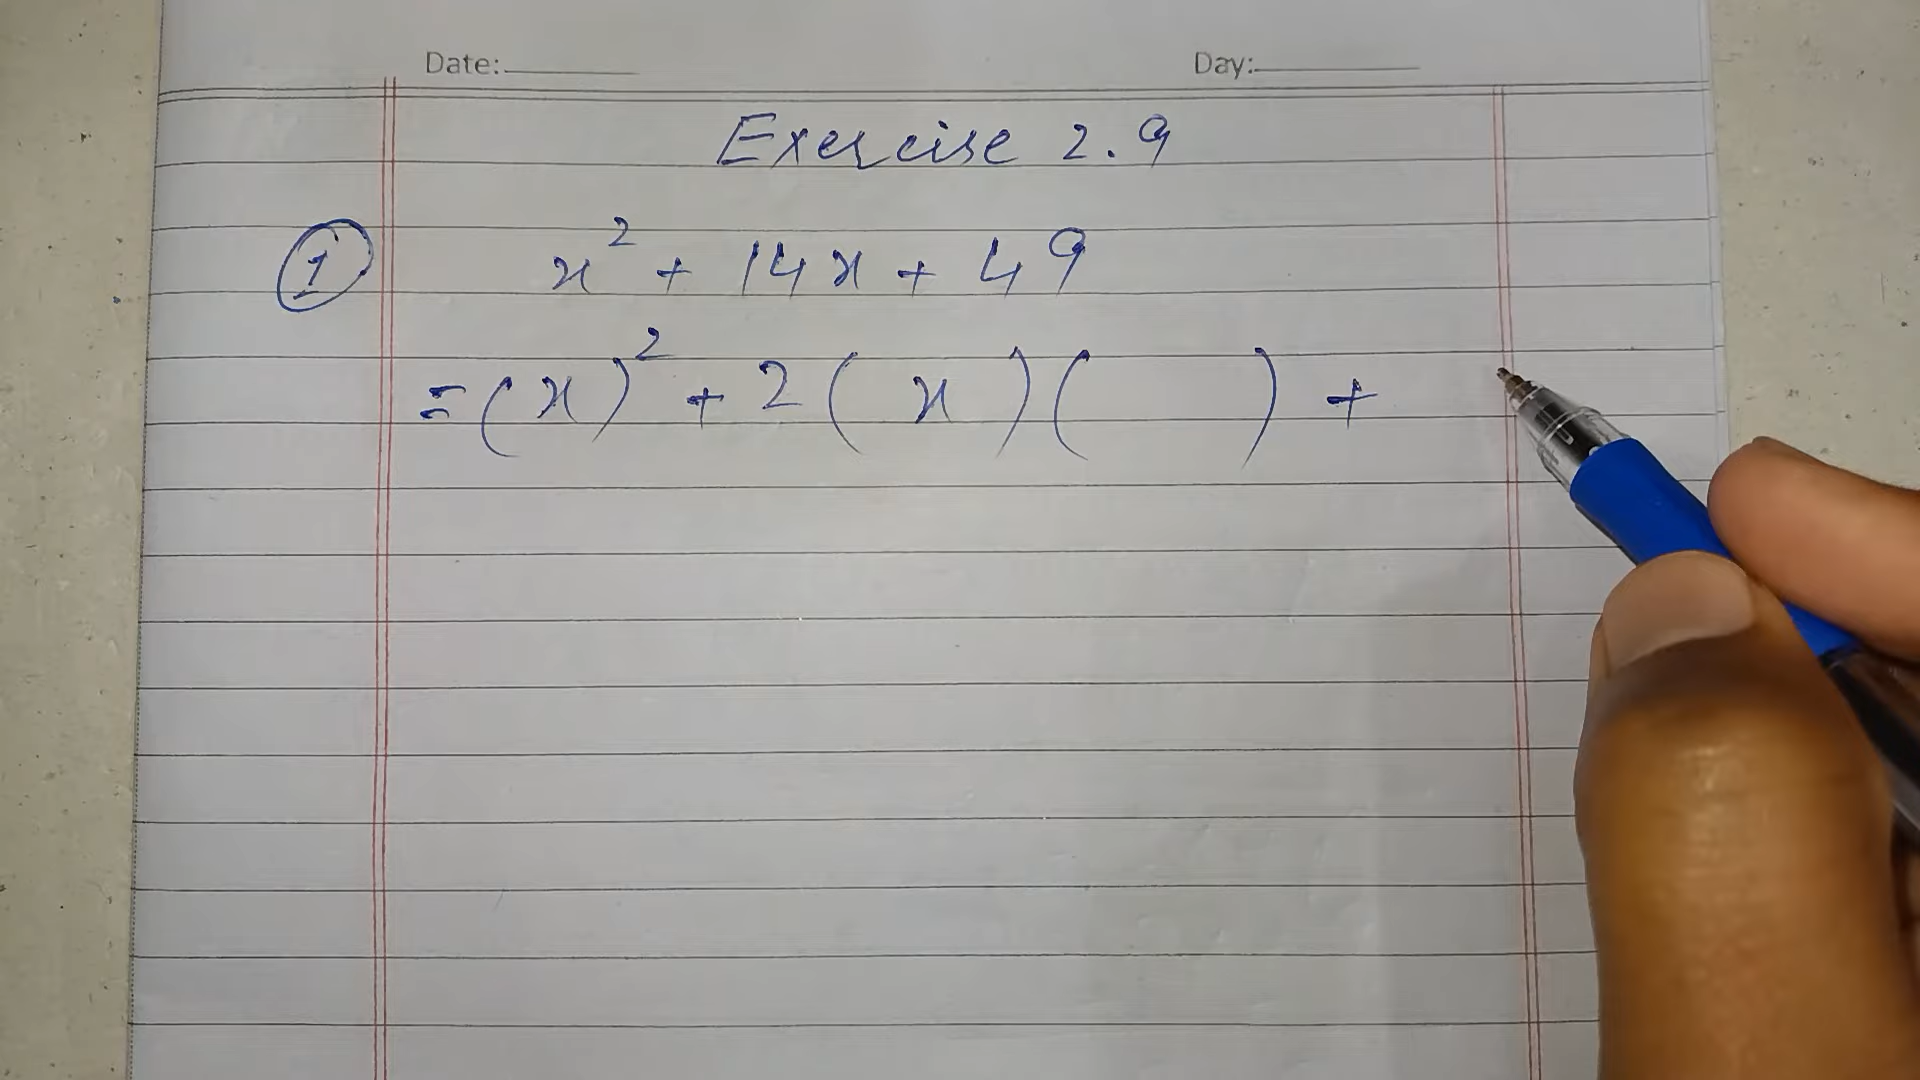 Date: Day:
Exercise 2.9
① x² + 14x + 49
= (x)² + 2 ( x ) ( ) +